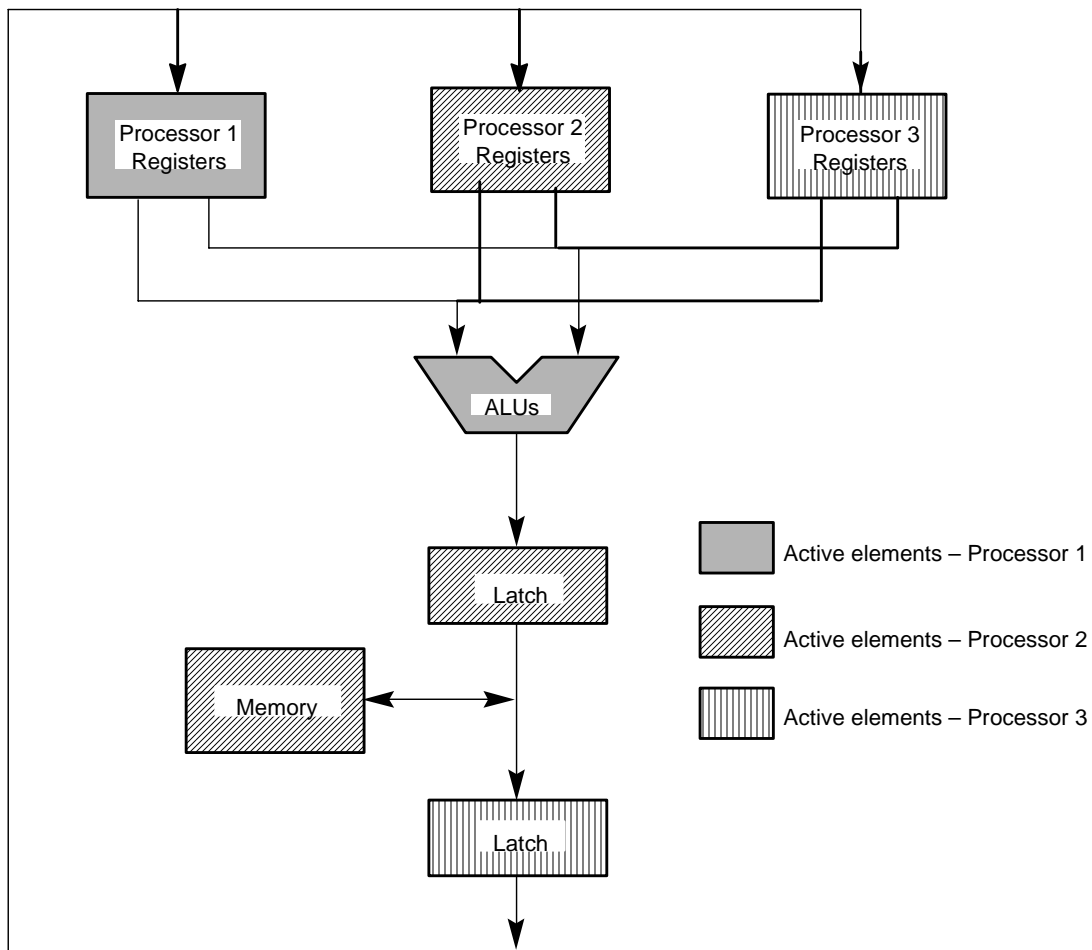 Processor 1
Registers
Processor 2
Registers
Processor 3
Registers
ALUs
Latch
Memory
Latch
Active elements – Processor 1
Active elements – Processor 2
Active elements – Processor 3